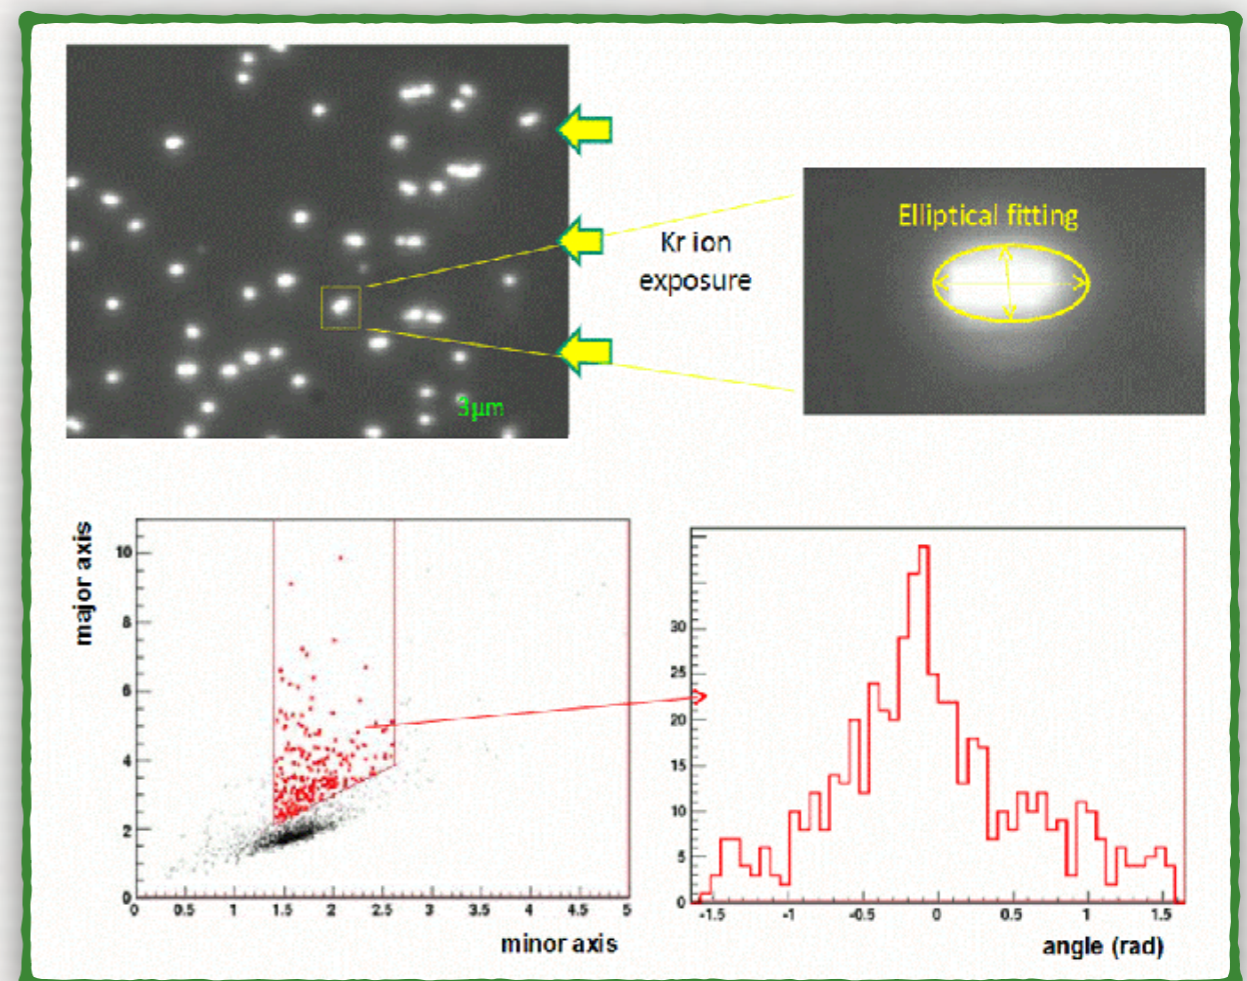 Elliptical fitting
Kr ion
exposure
3µm
major axis
10
8
6
4
2
0
0 0.5 1 1.5 2 2.5 3 3.5 4 4.5 5
minor axis
30
25
20
15
10
5
0
-1.5 -1 -0.5 0 0.5 1 1.5
angle (rad)